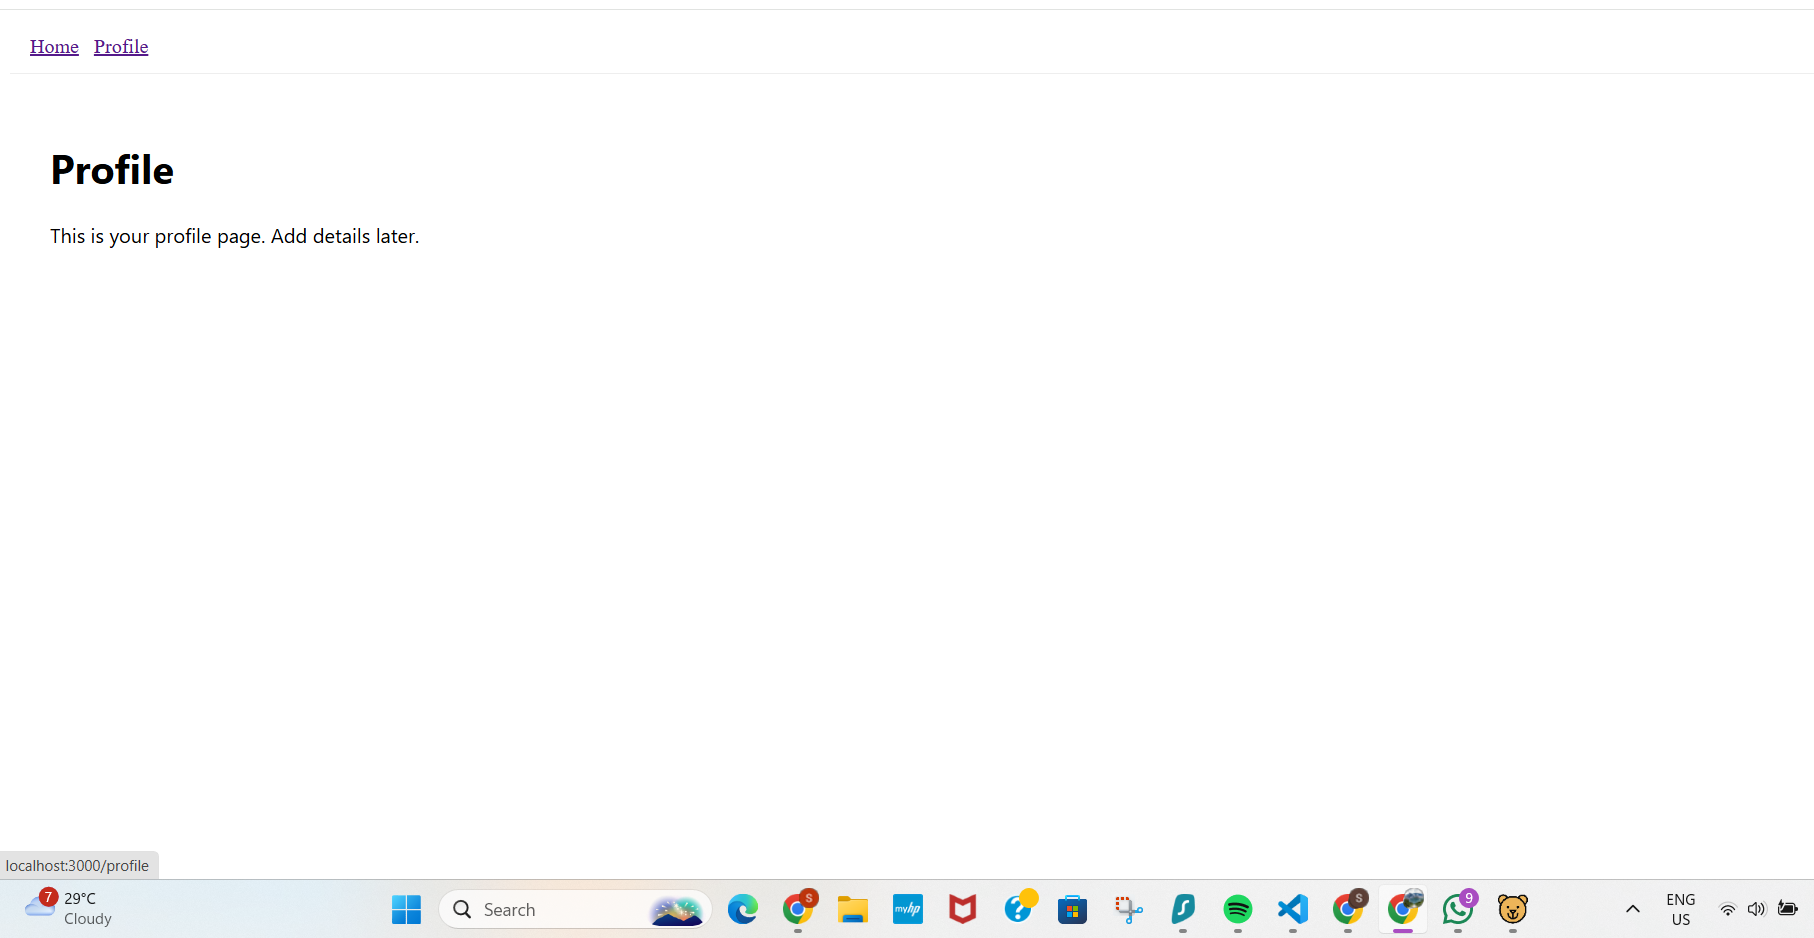 Home Profile
Profile
This is your profile page. Add details later.
localhost:3000/profile
7
29°C
Cloudy
Search
S
myhp
?
S
9
ENG
US